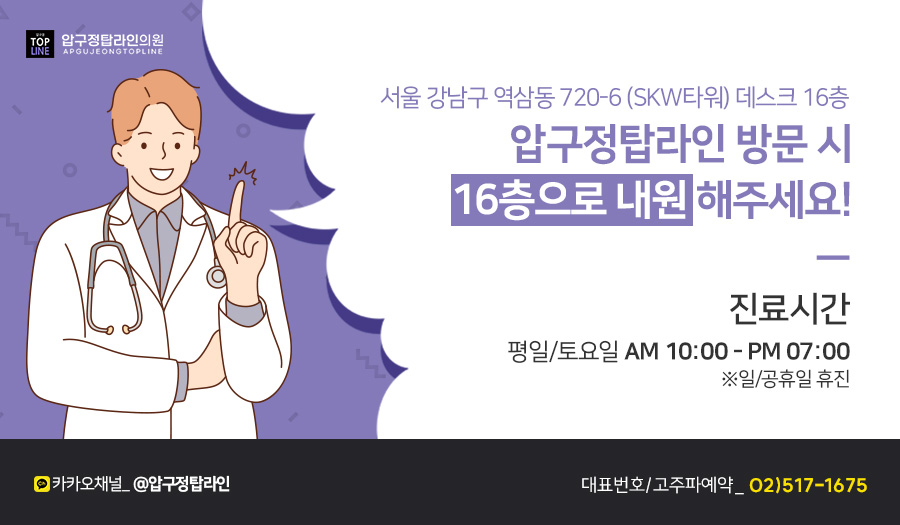 TOP
LINE
압구정탑라인의원
APGUJEONGTOPLINE
서울 강남구 역삼동 720-6 (SKW타워) 데스크 16층
압구정탑라인 방문 시
16층으로 내원 해주세요!
진료시간
평일/토요일 AM 10:00 - PM 07:00
※일/공휴일 휴진
카카오채널_ @압구정탑라인
대표번호/고주파예약_ 02)517-1675